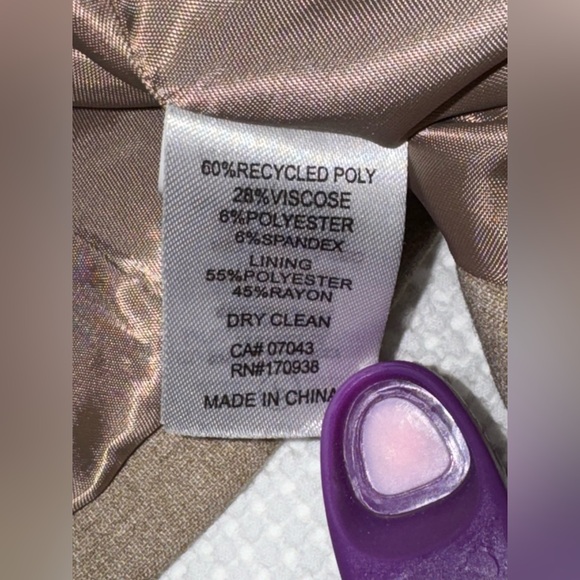 60%RECYCLED POLY
28%VISCOSE
6%POLYESTER
6%SPANDEX
LINING
55%POLYESTER
45%RAYON
DRY CLEAN
CA# 07043
RN#170938
MADE IN CHINA